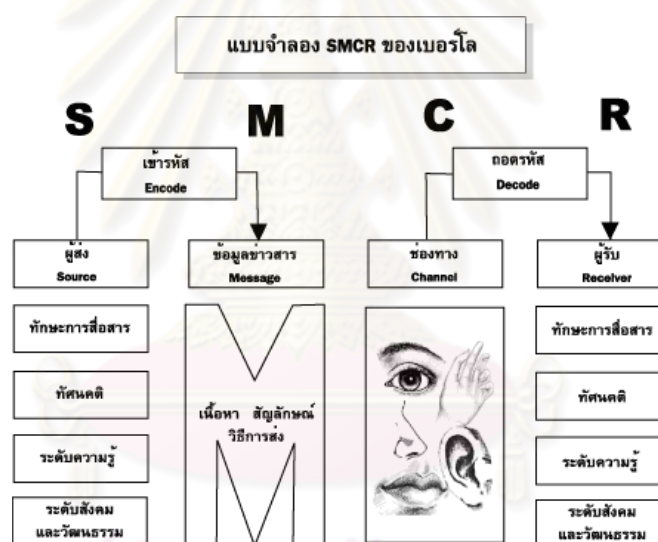 แบบจำลอง SMCR ของเบอร์โล
S M C R
เข้ารหัส
Encode
ถอดรหัส
Decode
ผู้ส่ง
Source
ข้อมูลข่าวสาร
Message
ช่องทาง
Channel
ผู้รับ
Receiver
ทักษะการสื่อสาร
ทัศนคติ
ระดับความรู้
ระดับสังคม
และวัฒนธรรม
เนื้อหา สัญลักษณ์
วิธีการส่ง
ทักษะการสื่อสาร
ทัศนคติ
ระดับความรู้
ระดับสังคม
และวัฒนธรรม